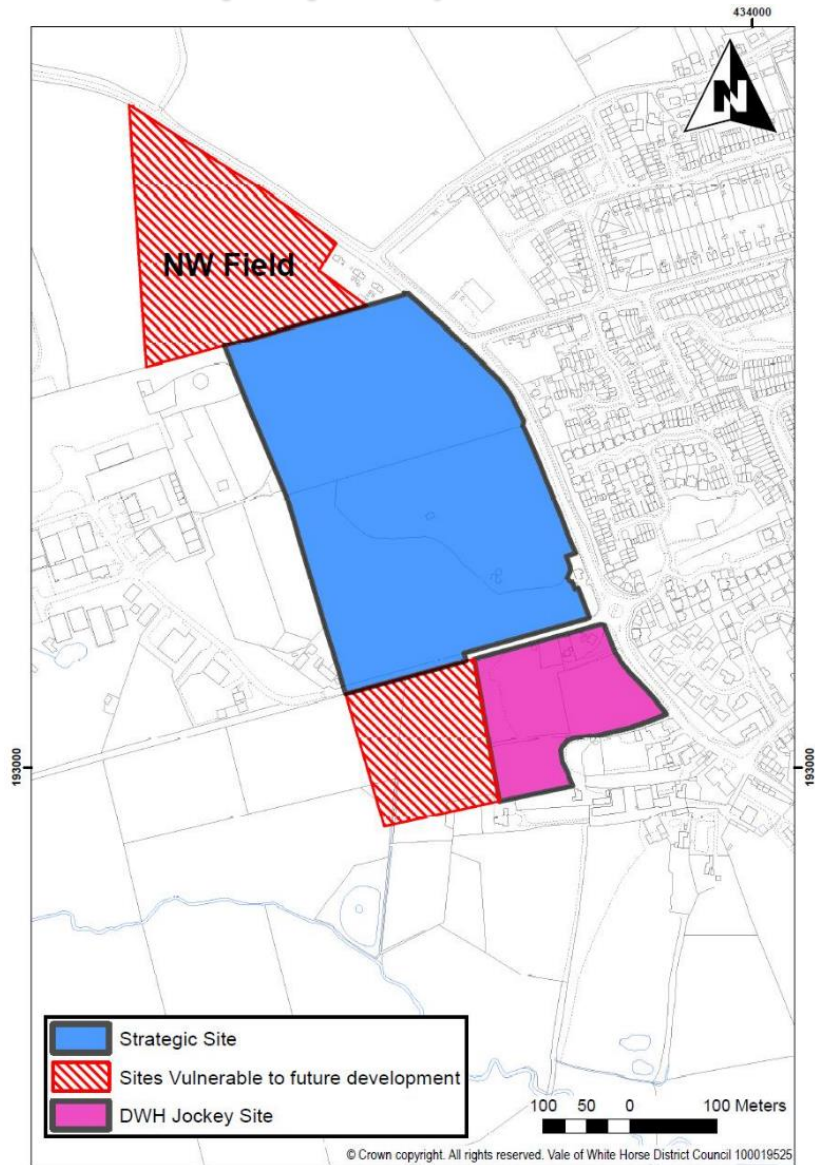 434000
N
NW Field
193000
193000
Strategic Site
Sites Vulnerable to future development
DWH Jockey Site
100 50 0 100 Meters
© Crown copyright. All rights reserved. Vale of White Horse District Council 100019525